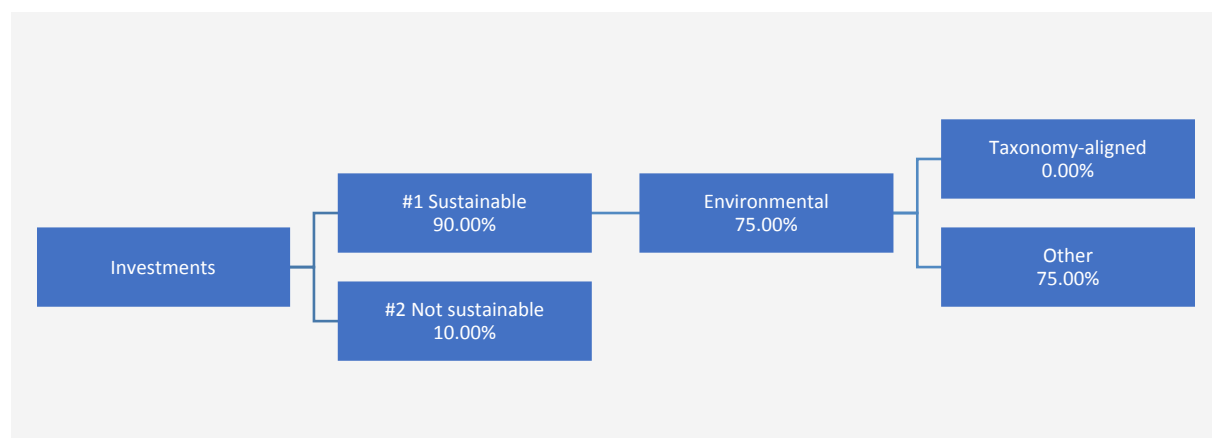 Investments
#1 Sustainable
90.00%
#2 Not sustainable
10.00%
Environmental
75.00%
Taxonomy-aligned
0.00%
Other
75.00%